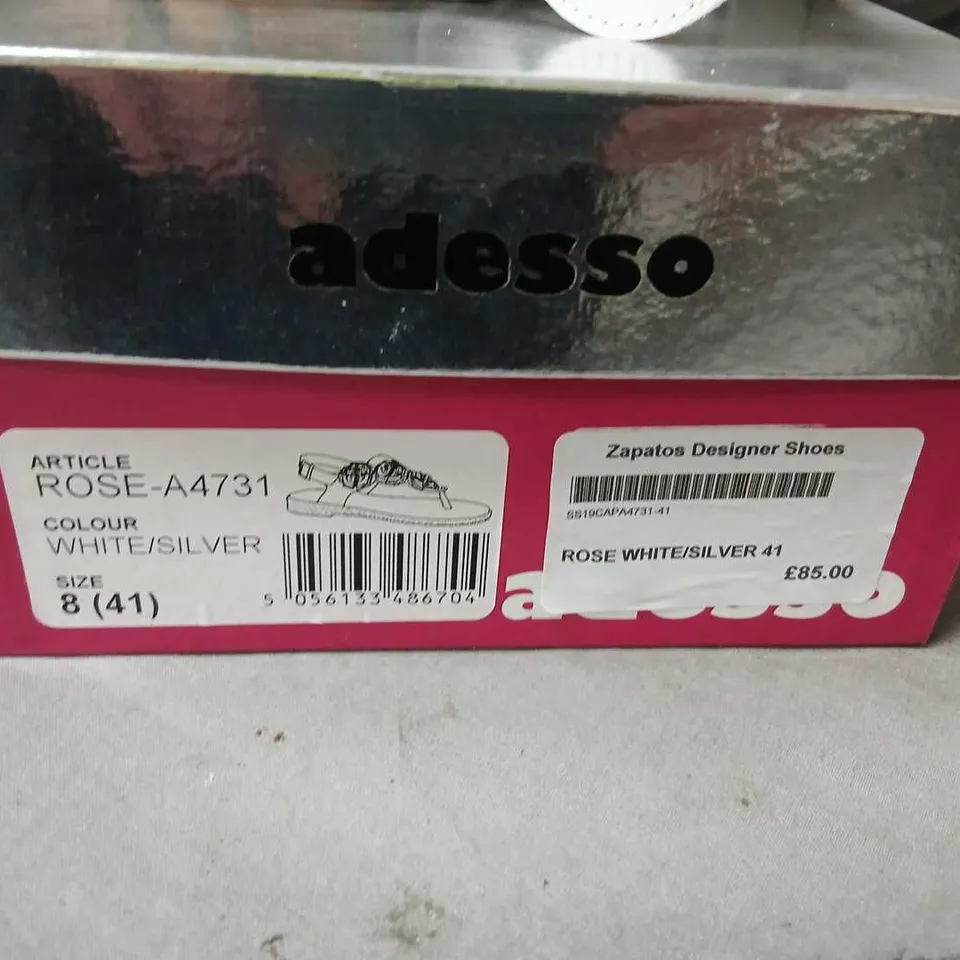 adesso
ARTICLE
ROSE-A4731
COLOUR
WHITE/SILVER
SIZE
8 (41)
5 056133 486704
Zapatos Designer Shoes
SS19CAPA4731-41
ROSE WHITE/SILVER 41
£85.00
adesso